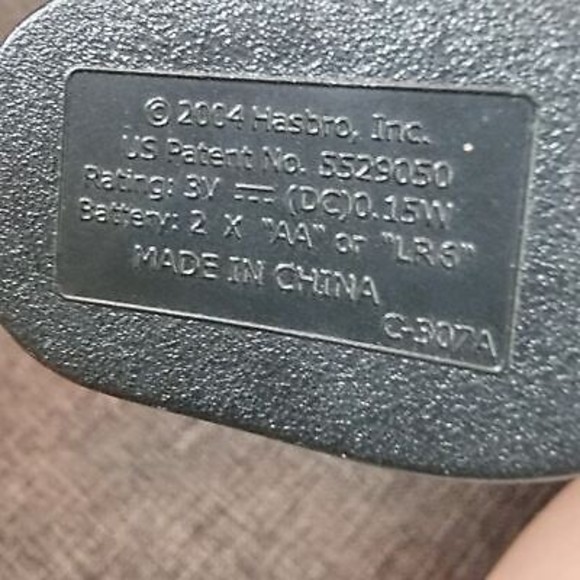 © 2004 Hasbro, Inc.
US Patent No. 5529050
Rating: 3V ⎓ (DC)0.15W
Battery: 2 X "AA" or "LR6"
MADE IN CHINA
C-307A